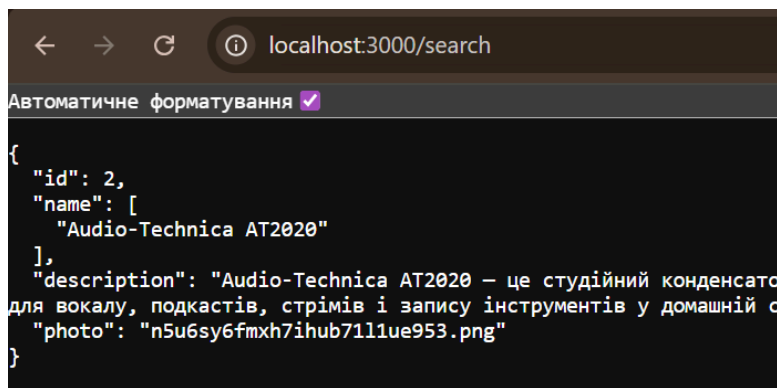 localhost:3000/search
Автоматичне форматування
{
"id": 2,
"name": [
"Audio-Technica AT2020"
],
"description": "Audio-Technica AT2020 — це студійний
для вокалу, подкастів, стрімів і запису інструментів у домашній
"photo": "n5u6sy6fmxh7ihub71l1ue953.png"
}